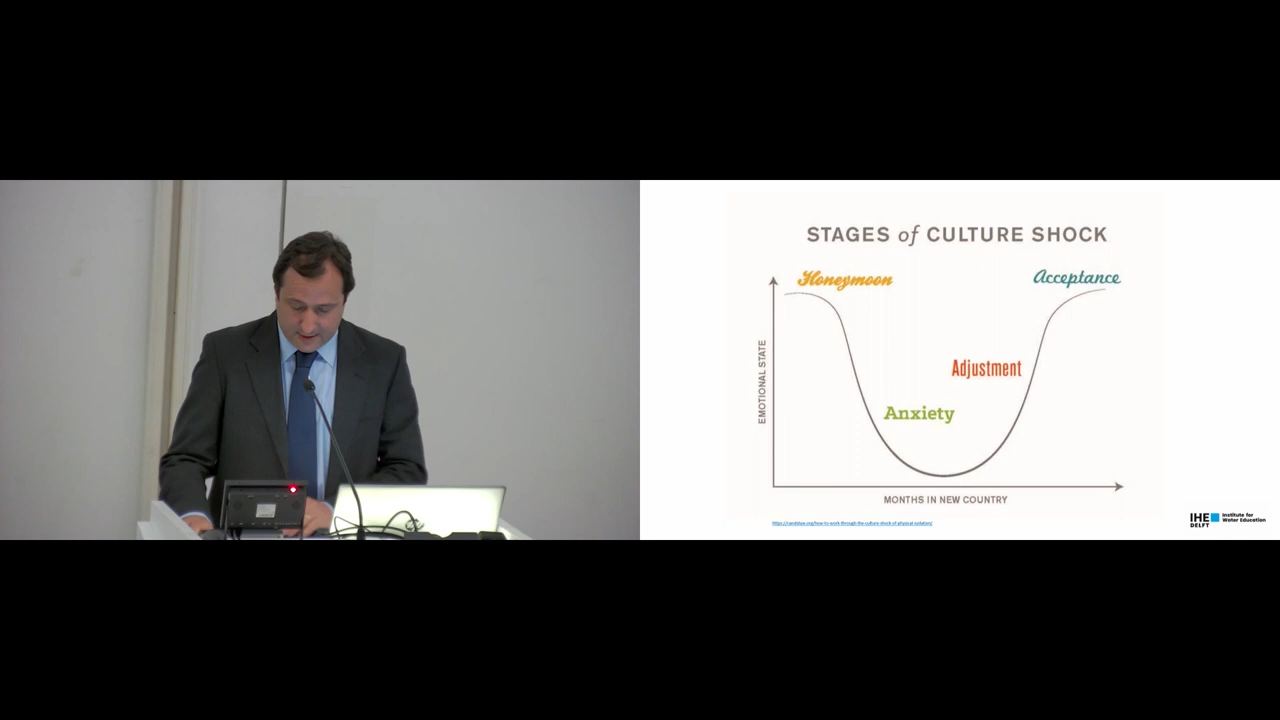 STAGES of CULTURE SHOCK
Honeymoon
Acceptance
EMOTIONAL STATE
Adjustment
Anxiety
MONTHS IN NEW COUNTRY
IHE
DELFT
Institute for
Water Education